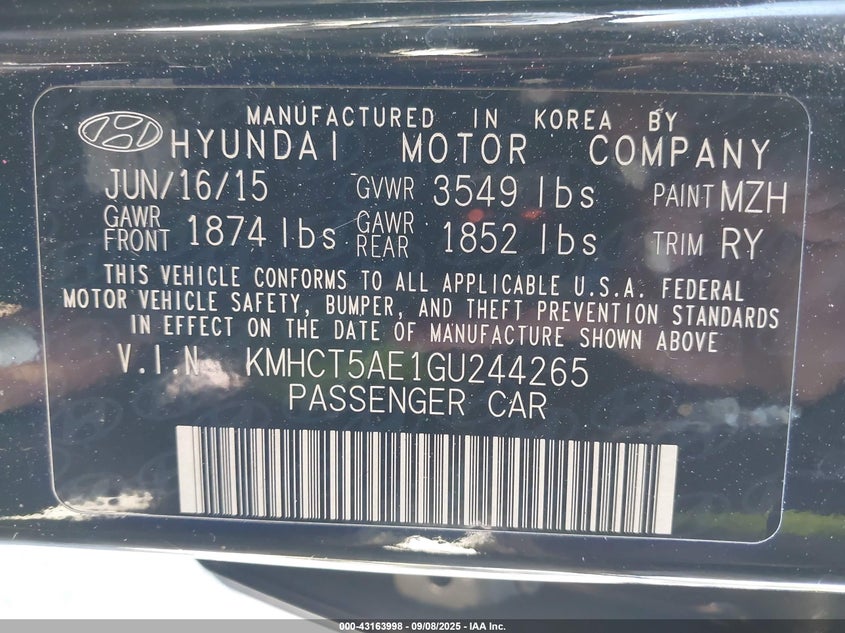 MANUFACTURED IN KOREA BY
HYUNDAI MOTOR COMPANY
JUN/16/15 GVWR 3549 lbs PAINT MZH
GAWR FRONT 1874 lbs GAWR REAR 1852 lbs TRIM RY
THIS VEHICLE CONFORMS TO ALL APPLICABLE U.S.A. FEDERAL
MOTOR VEHICLE SAFETY, BUMPER, AND THEFT PREVENTION STANDARDS
IN EFFECT ON THE DATE OF MANUFACTURE SHOWN ABOVE
V.I.N KMHCT5AE1GU244265
PASSENGER CAR
000-43163998 - 09/08/2025 - IAA Inc.